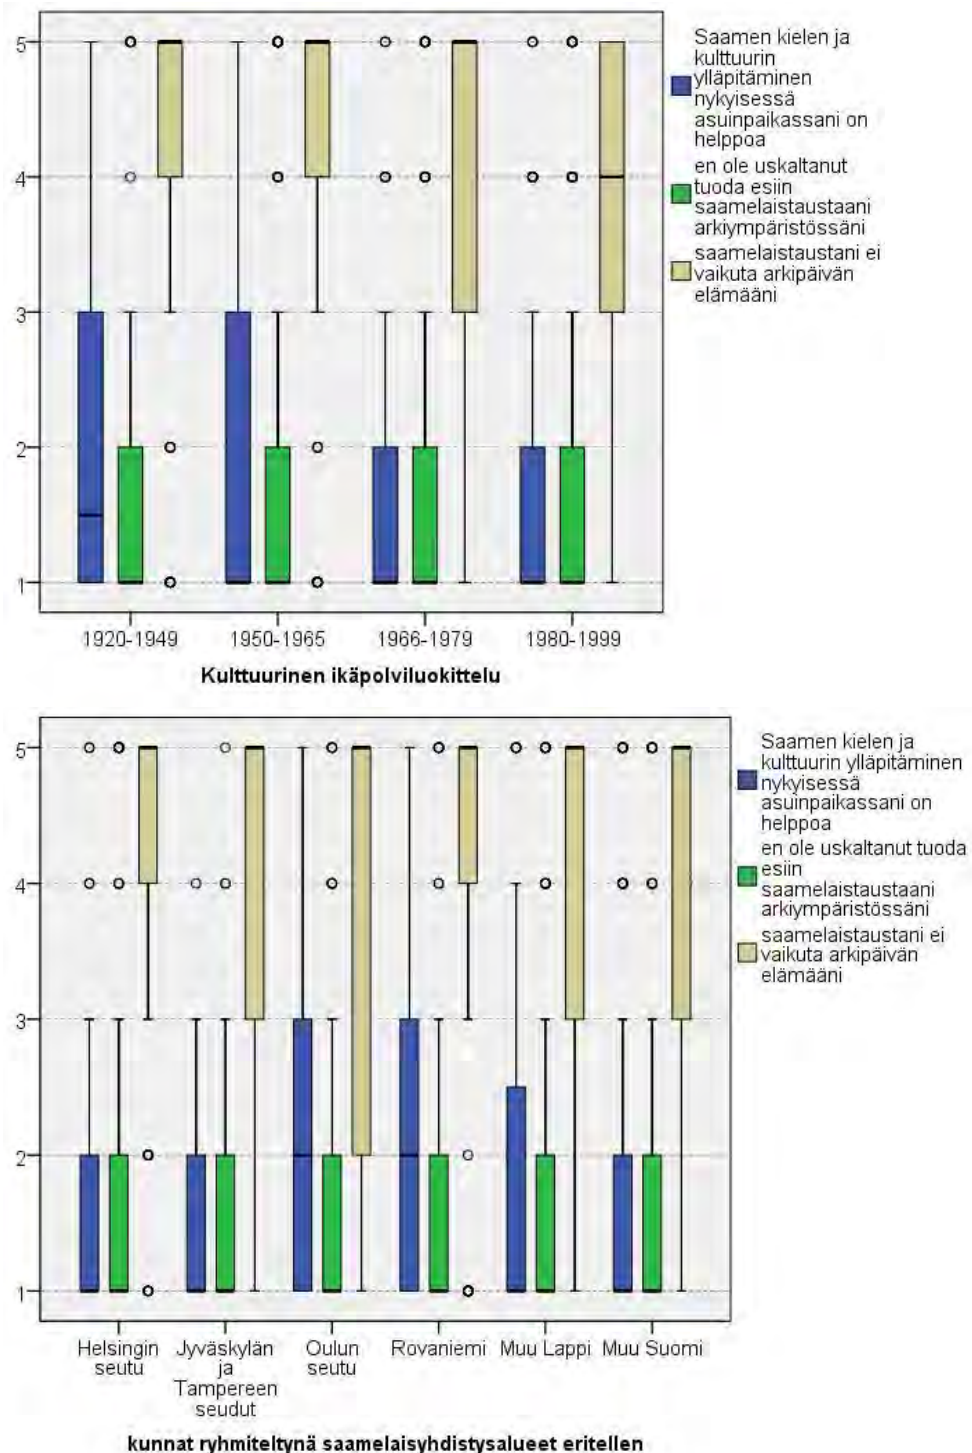 5
4
3
2
1
1920-1949 1950-1965 1966-1979 1980-1999
Kulttuurinen ikäpolviluokittelu
Saamen kielen ja
kulttuurin
ylläpitäminen
nykyisessä
asuinpaikassani on
helppoa
en ole uskaltanut
tuoda esiin
saamelaistaustaani
arkiympäristössäni
saamelaistaustani ei
vaikuta arkipäivän
elämääni
5
4
3
2
1
Helsingin
seutu
Jyväskylän
ja
Tampereen
seudut
Oulun
seutu
Rovaniemi
Muu Lappi
Muu Suomi
kunnat ryhmiteltynä saamelaisyhdistysalueet eritellen
Saamen kielen ja
kulttuurin ylläpitäminen
nykyisessä
asuinpaikassani on
helppoa
en ole uskaltanut tuoda
esiin
saamelaistaustaani
arkiympäristössäni
saamelaistaustani ei
vaikuta arkipäivän
elämääni